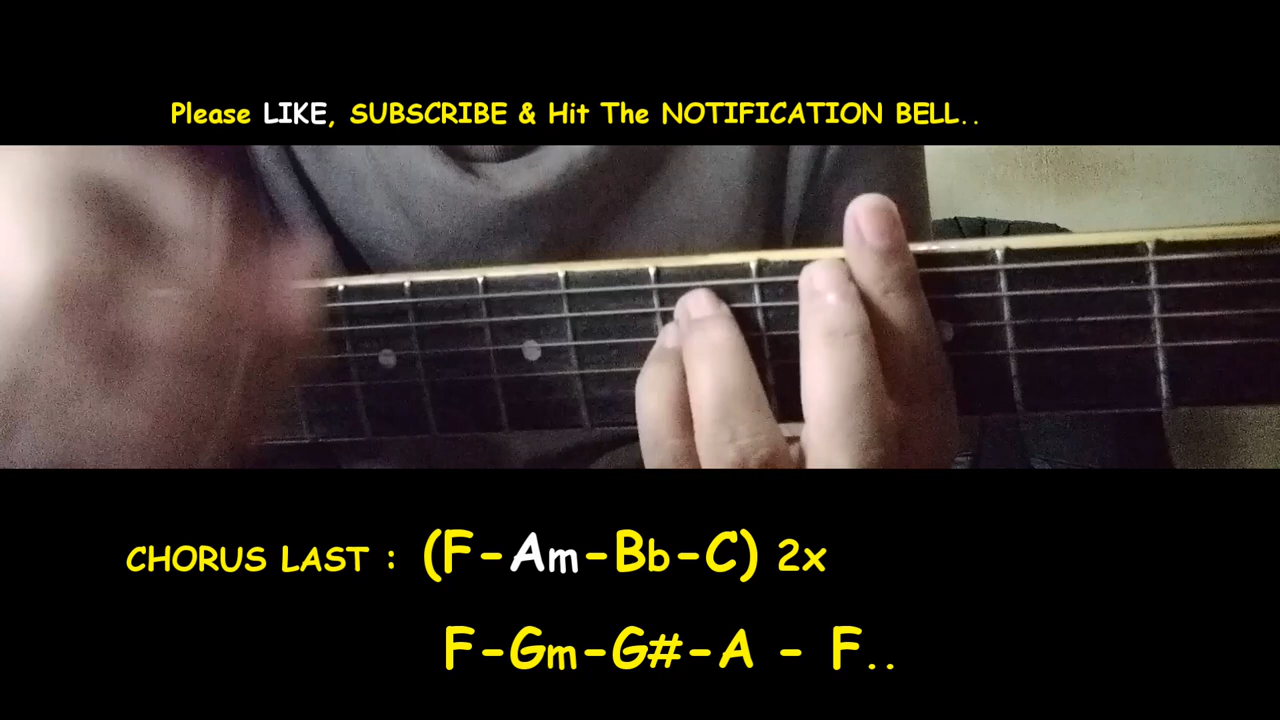 Please LIKE, SUBSCRIBE & Hit The NOTIFICATION BELL..
CHORUS LAST : (F-Am-Bb-C) 2x
F-Gm-G#-A - F..